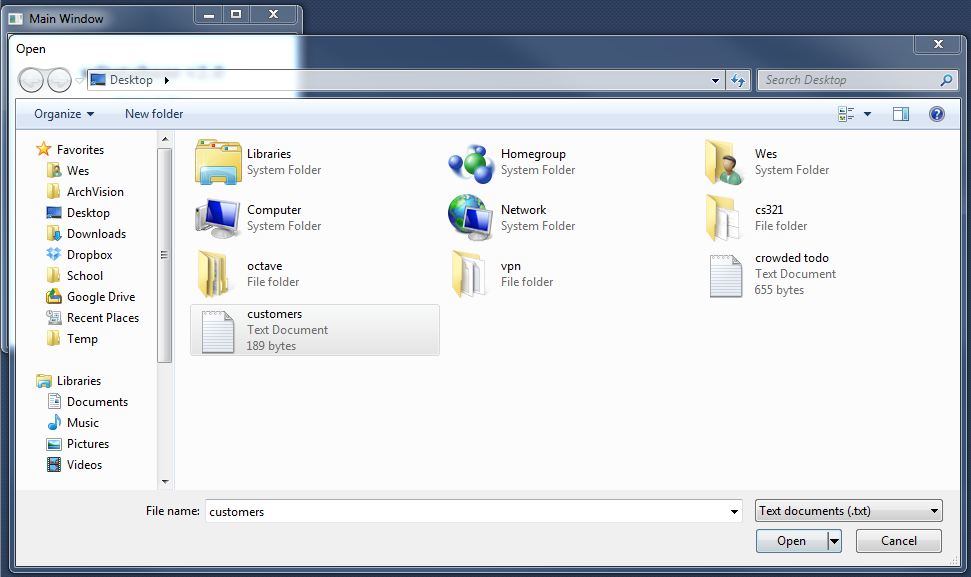 Main Window
Open
Desktop
Search Desktop
Organize
New folder
Favorites
Wes
ArchVision
Desktop
Downloads
Dropbox
School
Google Drive
Recent Places
Temp
Libraries
Documents
Music
Pictures
Videos
Libraries
System Folder
Homegroup
System Folder
Wes
System Folder
Computer
System Folder
Network
System Folder
cs321
File folder
octave
File folder
vpn
File folder
crowded todo
Text Document
655 bytes
customers
Text Document
189 bytes
File name:
customers
Text documents (.txt)
Open
Cancel